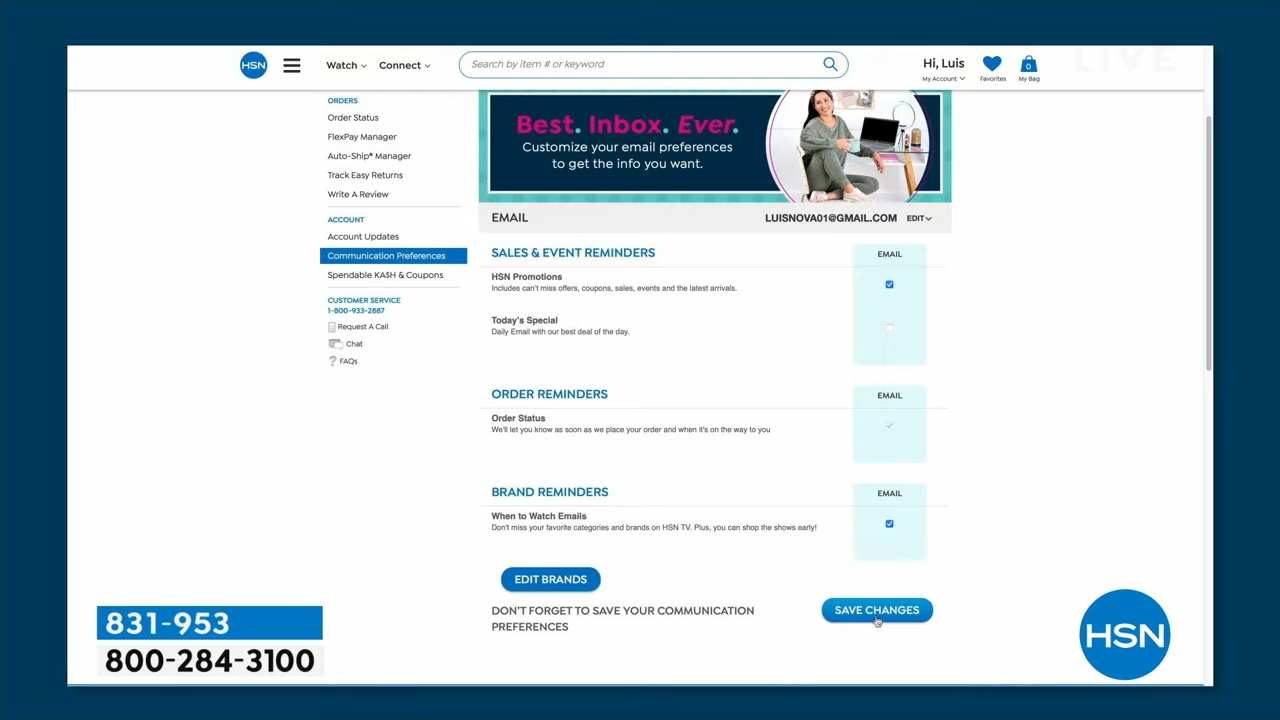 LIVE
HSN
Watch
Connect
Search by item # or keyword
Hi, Luis
My Account
Favorites
0
My Bag
ORDERS
Order Status
FlexPay Manager
Auto-Ship® Manager
Track Easy Returns
Write A Review
ACCOUNT
Account Updates
Communication Preferences
Spendable KA$H & Coupons
CUSTOMER SERVICE
1-800-933-2887
Request A Call
Chat
FAQs
Best. Inbox. Ever.
Customize your email preferences
to get the info you want.
EMAIL
LUISNOVA01@GMAIL.COM EDIT
SALES & EVENT REMINDERS
EMAIL
HSN Promotions
Includes can't miss offers, coupons, sales, events and the latest arrivals.
Today's Special
Daily Email with our best deal of the day.
ORDER REMINDERS
EMAIL
Order Status
We'll let you know as soon as we place your order and when it's on the way to you
BRAND REMINDERS
EMAIL
When to Watch Emails
Don't miss your favorite categories and brands on HSN TV. Plus, you can shop the shows early!
EDIT BRANDS
DON'T FORGET TO SAVE YOUR COMMUNICATION
PREFERENCES
SAVE CHANGES
831-953
800-284-3100
HSN